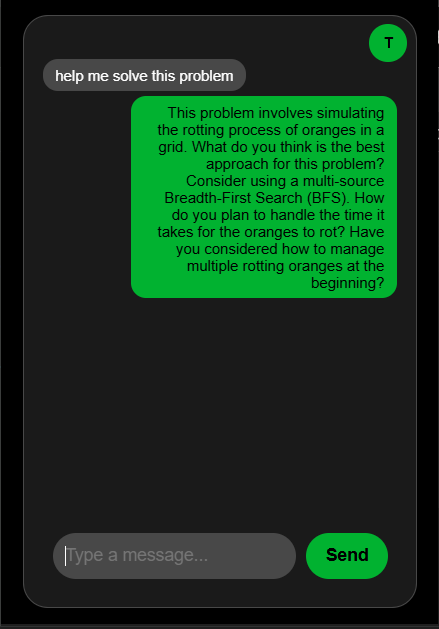 T
help me solve this problem
This problem involves simulating
the rotting process of oranges in a
grid. What do you think is the best
approach for this problem?
Consider using a multi-source
Breadth-First Search (BFS). How
do you plan to handle the time it
takes for the oranges to rot? Have
you considered how to manage
multiple rotting oranges at the
beginning?
Type a message...
Send